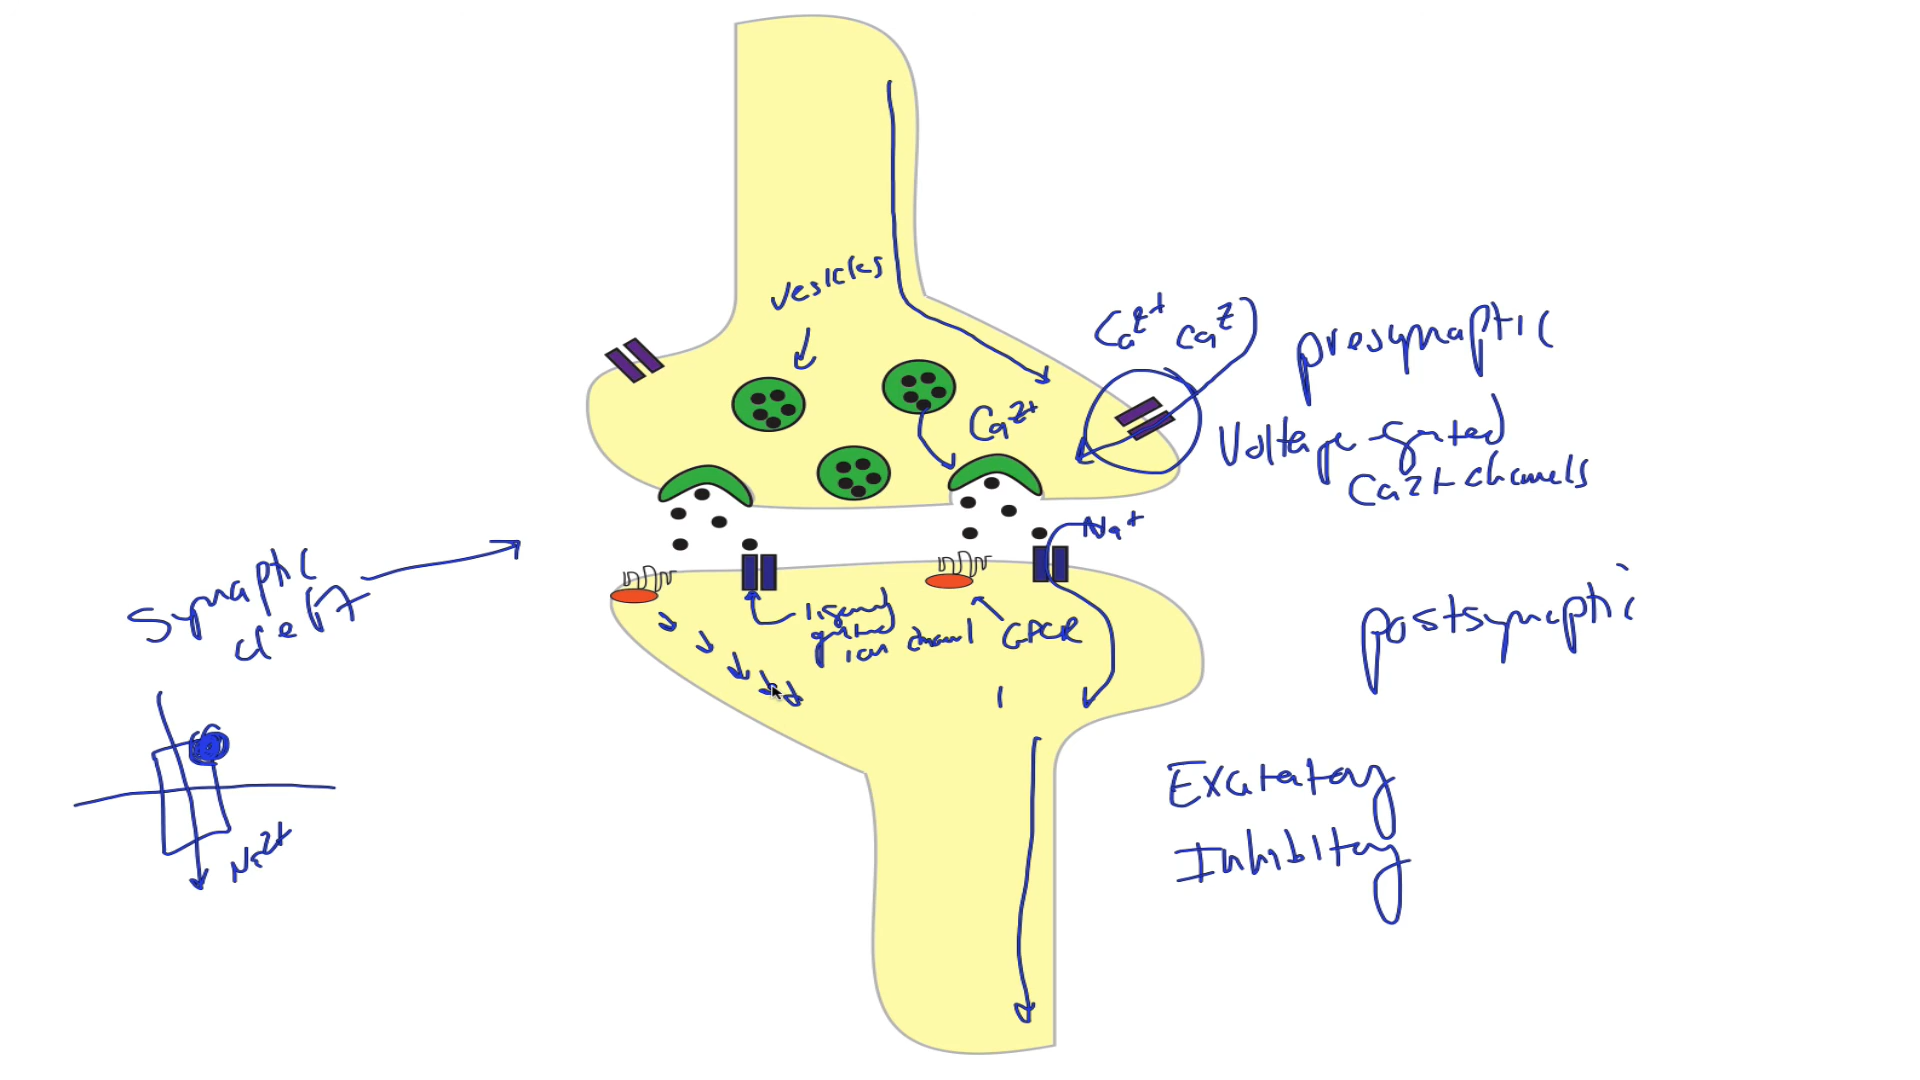 vesicles
Ca2+ Ca2
presynaptic
Ca2+
Voltage-gated
Ca2+ channels
Na+
Synaptic
cleft
ligand
gated
ion channel
GPCR
postsynaptic
Excitatory
Inhibitory
Na2+